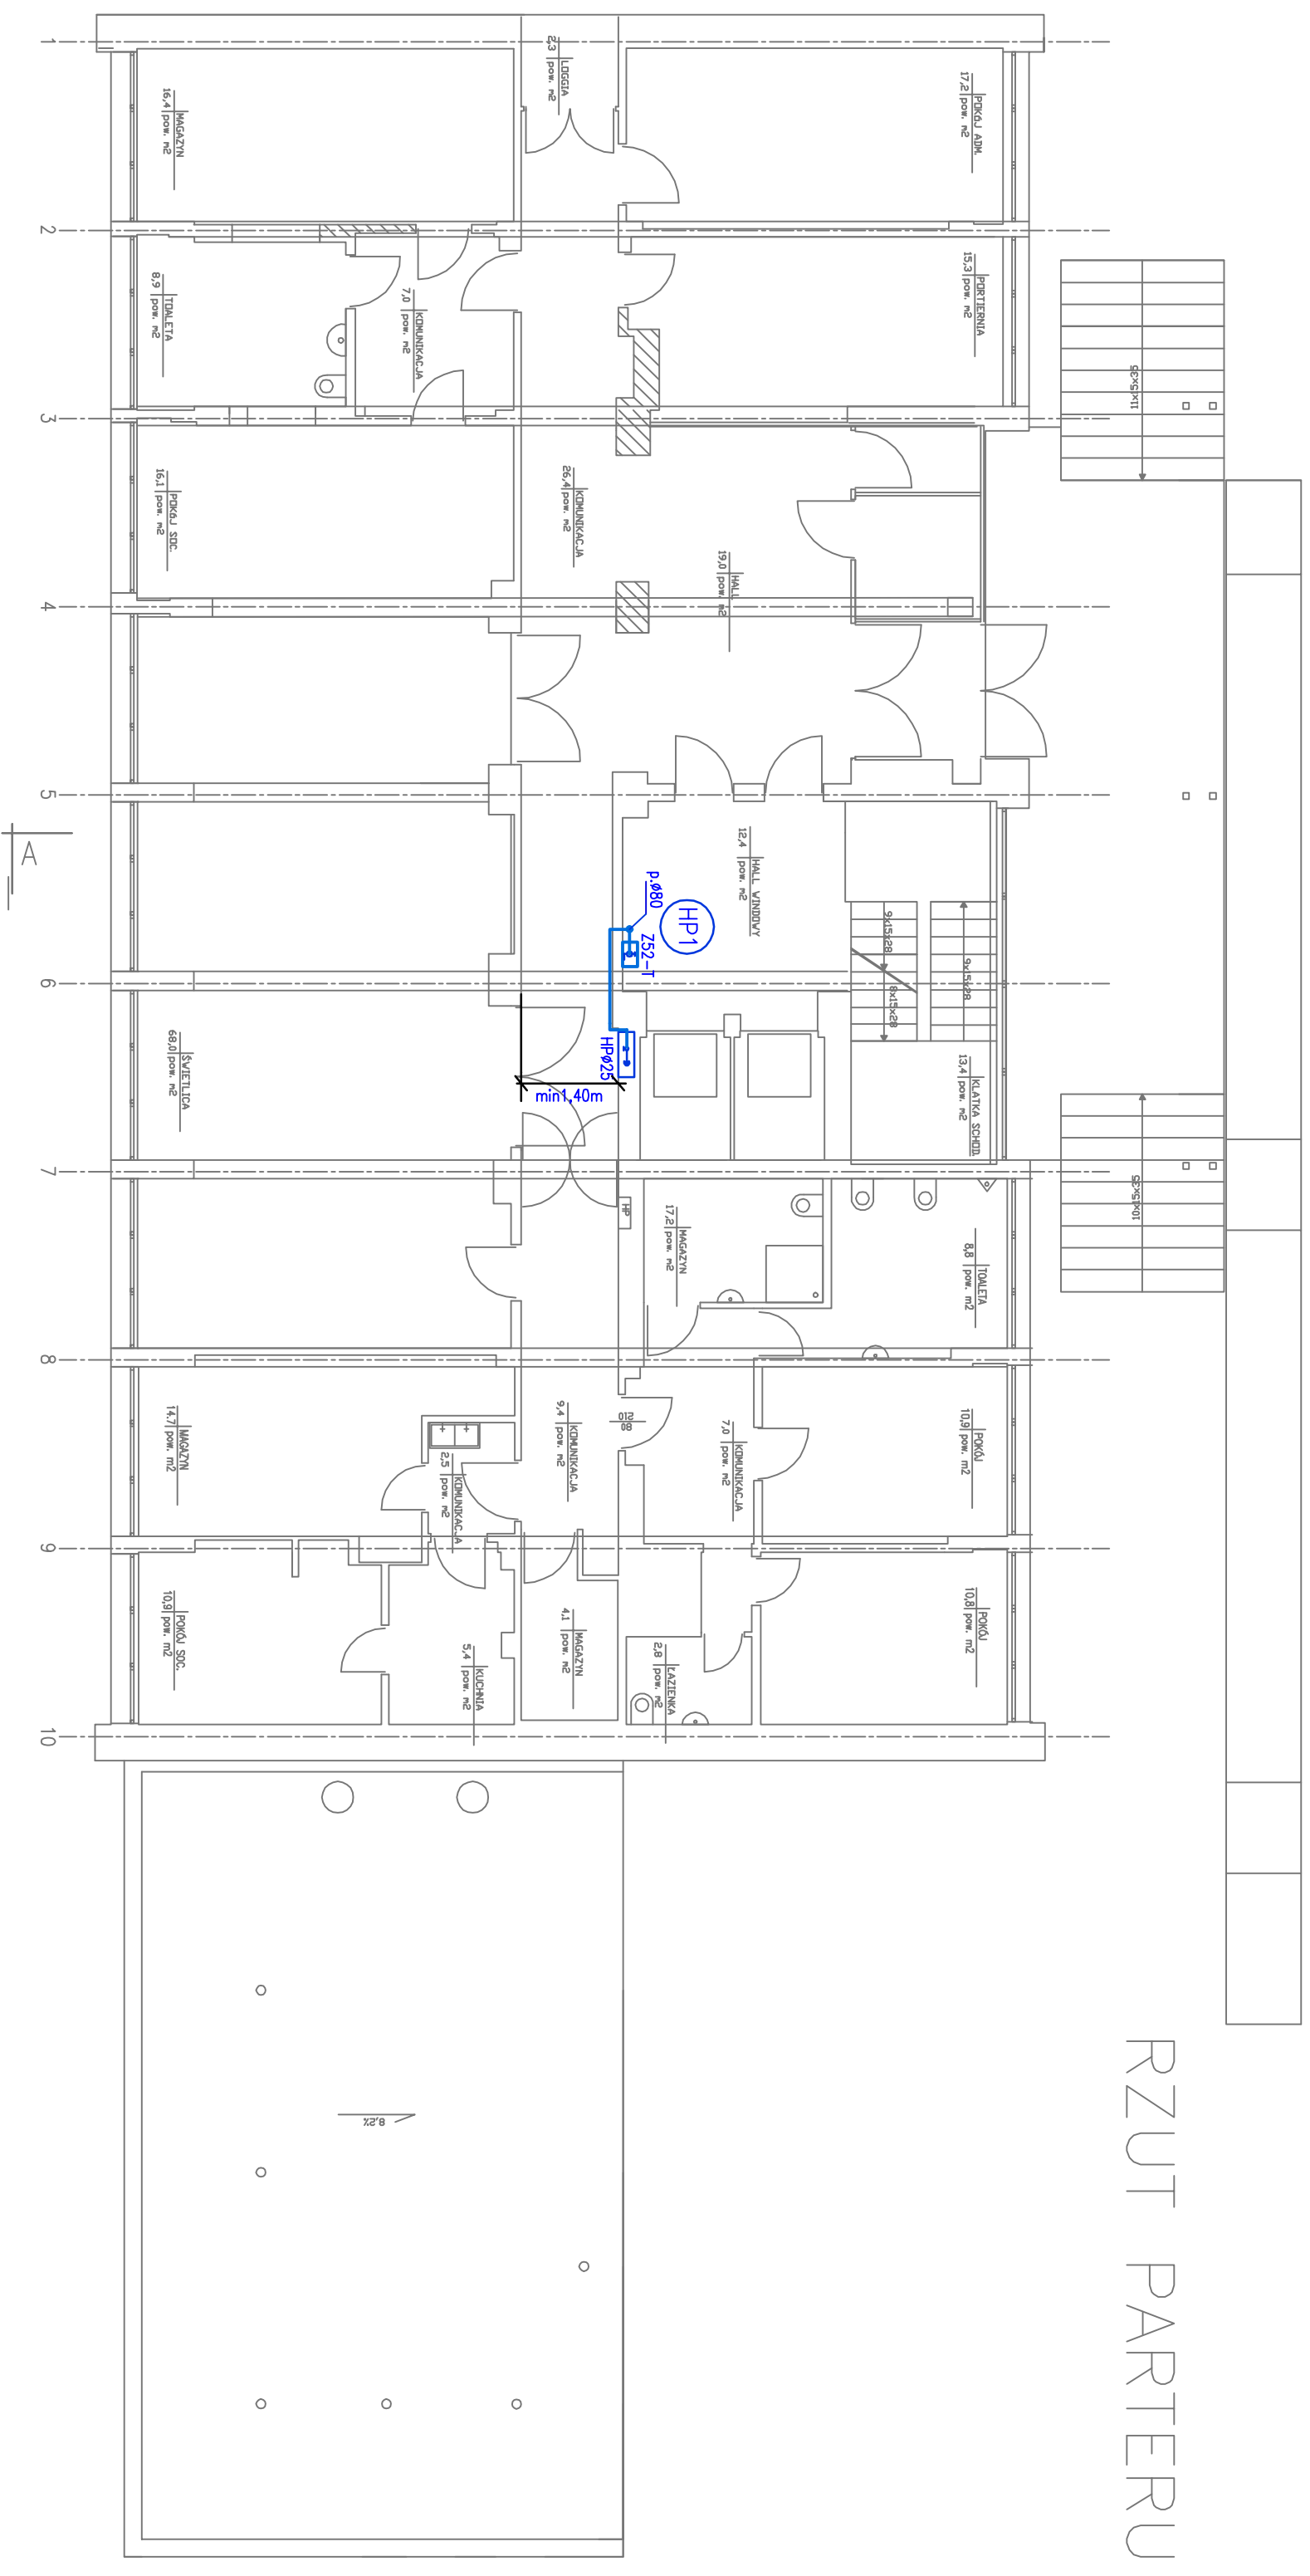 RZUT PARTERU
1
2
3
4
5
6
7
8
9
10
A
LOGGIA
2,3 pow. m2
POKÓJ ADM.
17,2 pow. m2
MAGAZYN
16,4 pow. m2
PORTIERNIA
15,3 pow. m2
KOMUNIKACJA
7,0 pow. m2
TOALETA
8,9 pow. m2
11x15x35
KOMUNIKACJA
26,4 pow. m2
POKÓJ SOC.
16,1 pow. m2
HALL
19,0 pow. m2
HALL WINDOWY
12,4 pow. m2
p.ø80
HP1
Z52-T
HPø25
min1,40m
9x15x28
9x15x28
8x15x28
KLATKA SCHOD.
13,4 pow. m2
ŚWIETLICA
68,0 pow. m2
10x15x35
HP
MAGAZYN
17,2 pow. m2
TOALETA
8,8 pow. m2
POKÓJ
10,9 pow. m2
KOMUNIKACJA
7,0 pow. m2
80
210
KOMUNIKACJA
9,4 pow. m2
KOMUNIKACJA
2,5 pow. m2
MAGAZYN
14.7 pow. m2
POKÓJ
10,8 pow. m2
ŁAZIENKA
2,8 pow. m2
MAGAZYN
4,1 pow. m2
KUCHNIA
5,4 pow. m2
POKÓJ SOC.
10,9 pow. m2
8,2%